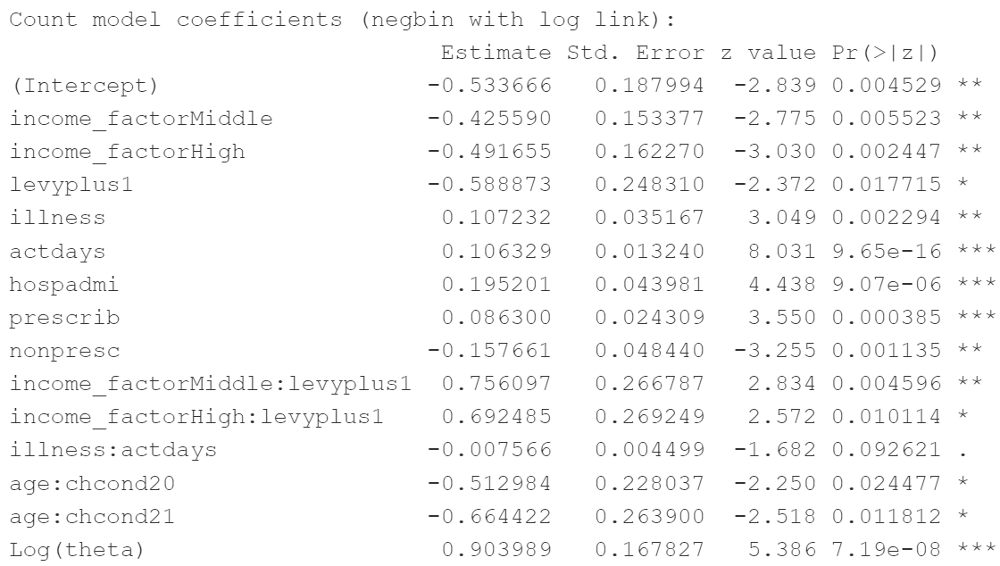 Count model coefficients (negbin with log link):
Estimate Std. Error z value Pr(>|z|)
(Intercept) -0.533666 0.187994 -2.839 0.004529 **
income_factorMiddle -0.425590 0.153377 -2.775 0.005523 **
income_factorHigh -0.491655 0.162270 -3.030 0.002447 **
levyplus1 -0.588873 0.248310 -2.372 0.017715 *
illness 0.107232 0.035167 3.049 0.002294 **
actdays 0.106329 0.013240 8.031 9.65e-16 ***
hospadmi 0.195201 0.043981 4.438 9.07e-06 ***
prescrib 0.086300 0.024309 3.550 0.000385 ***
nonpresc -0.157661 0.048440 -3.255 0.001135 **
income_factorMiddle:levyplus1 0.756097 0.266787 2.834 0.004596 **
income_factorHigh:levyplus1 0.692485 0.269249 2.572 0.010114 *
illness:actdays -0.007566 0.004499 -1.682 0.092621 .
age:chcond20 -0.512984 0.228037 -2.250 0.024477 *
age:chcond21 -0.664422 0.263900 -2.518 0.011812 *
Log(theta) 0.903989 0.167827 5.386 7.19e-08 ***